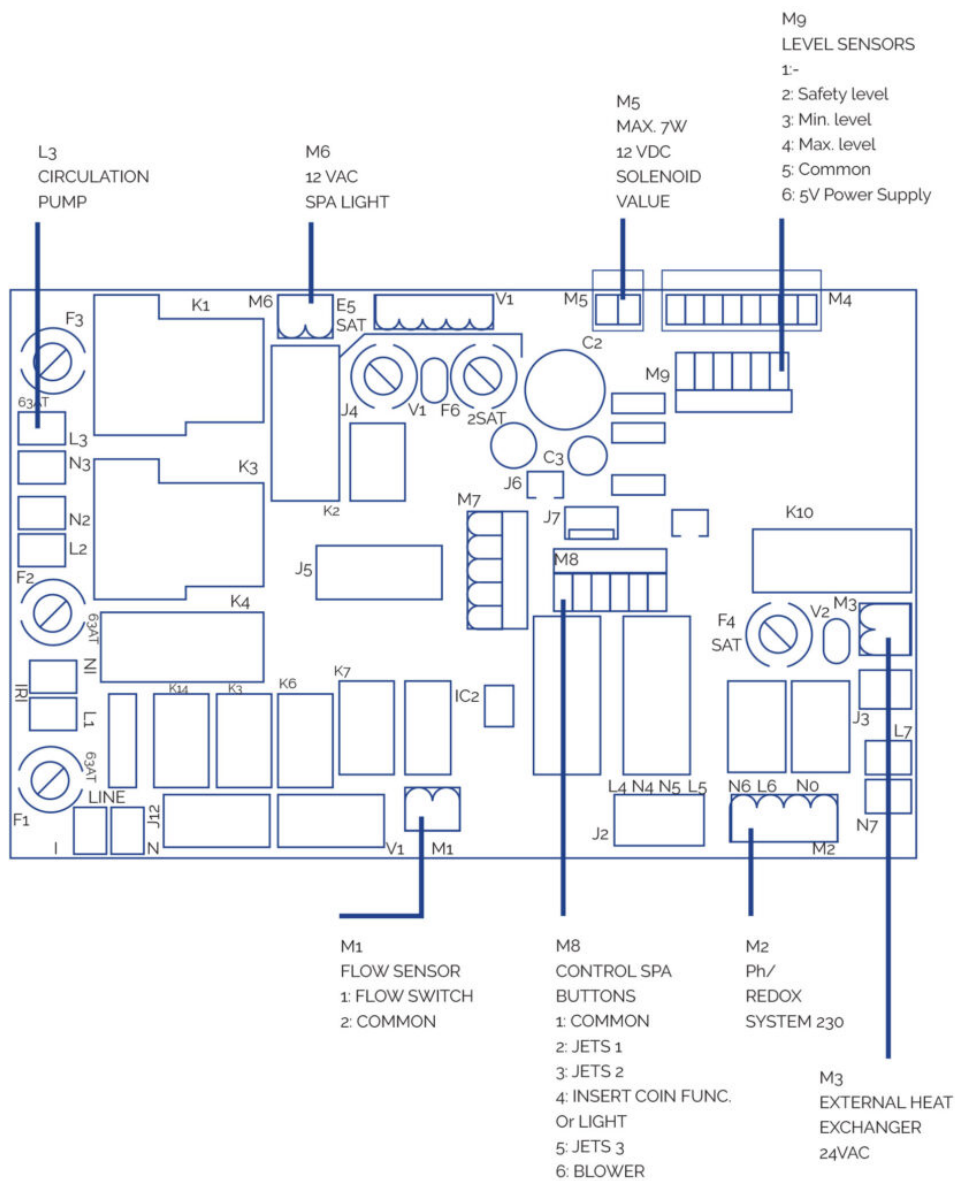 M9
LEVEL SENSORS
1:-
2: Safety level
3: Min. level
4: Max. level
5: Common
6: 5V Power Supply
M5
MAX. 7W
12 VDC
SOLENOID
VALUE
L3
CIRCULATION
PUMP
M6
12 VAC
SPA LIGHT
F3
K1
M6
E5
SAT
V1
M5
M4
C2
M9
63AT
L3
N3
J4
V1
F6
2SAT
K3
K2
C3
J6
M7
J7
K10
N2
L2
J5
M8
F2
63AT
K4
F4
SAT
V2
M3
NI
IRI
L1
K14
K3
K6
K7
IC2
J3
L7
63AT
F1
LINE
J12
I
N
V1
M1
L4 N4 N5 L5
J2
N6 L6 N0
M2
N7
M1
FLOW SENSOR
1: FLOW SWITCH
2: COMMON
M8
CONTROL SPA
BUTTONS
1: COMMON
2: JETS 1
3: JETS 2
4: INSERT COIN FUNC.
Or LIGHT
5: JETS 3
6: BLOWER
M2
Ph/
REDOX
SYSTEM 230
M3
EXTERNAL HEAT
EXCHANGER
24VAC